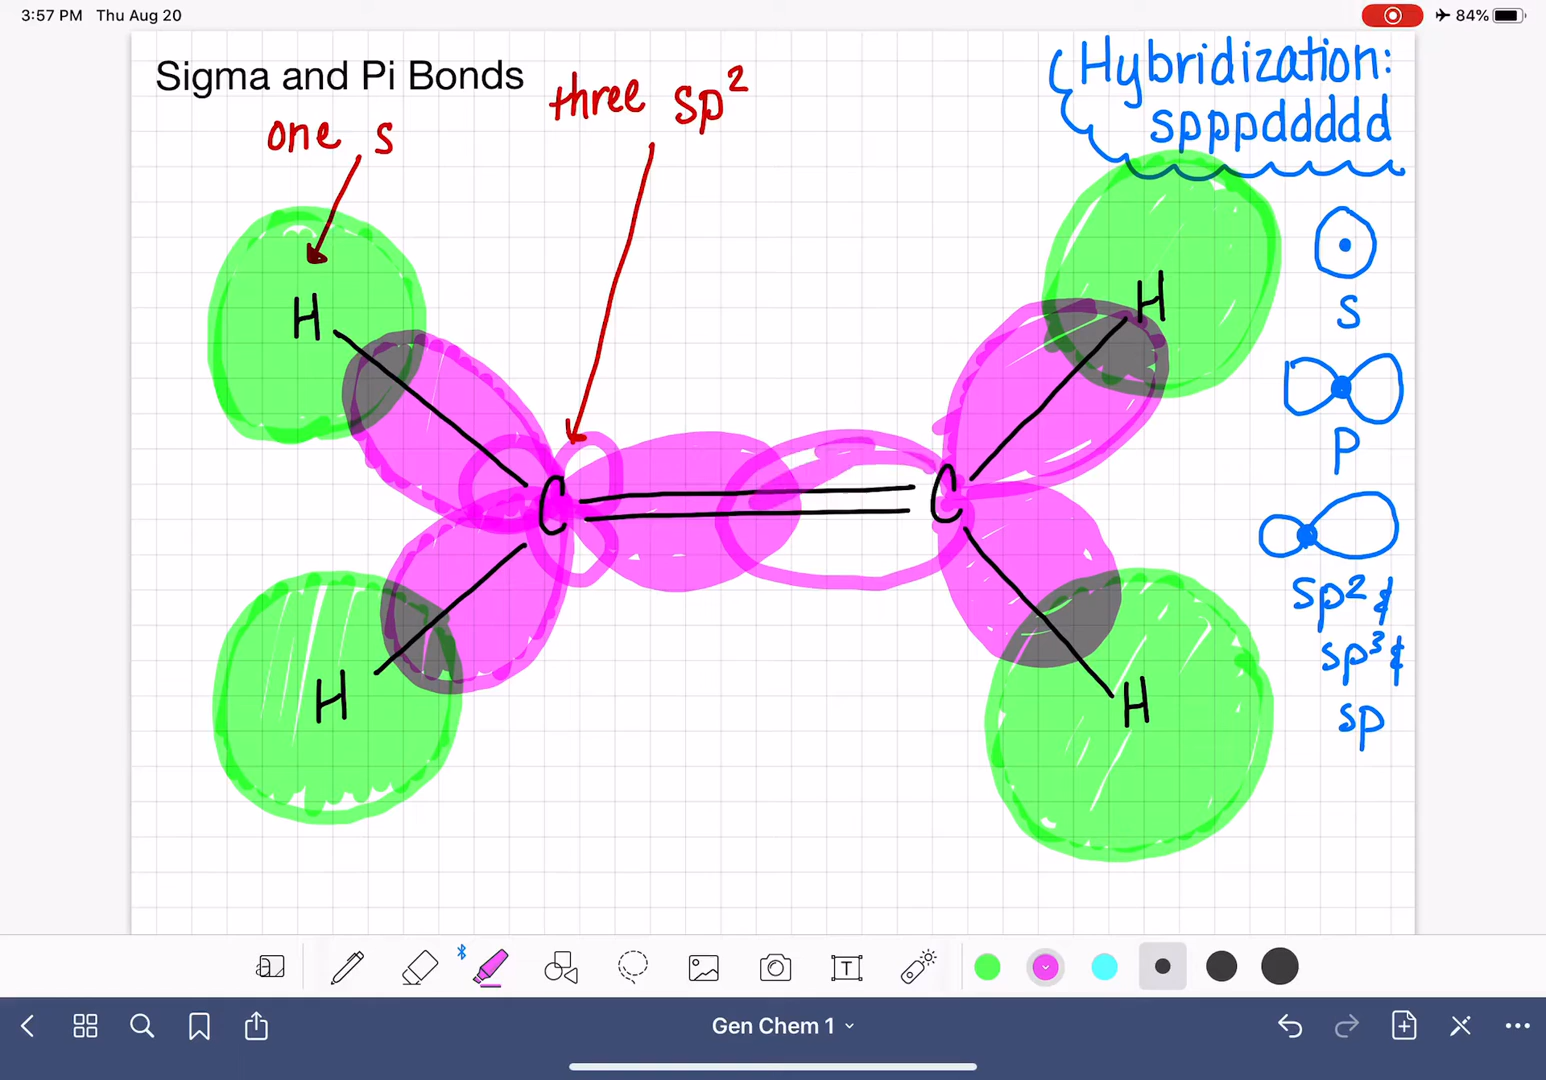 3:57 PM Thu Aug 20
84%
Sigma and Pi Bonds
Hybridization:
spppddddd
three sp²
one s
H
H
C
C
H
H
s
P
sp² &
sp³ &
sp
T
Gen Chem 1